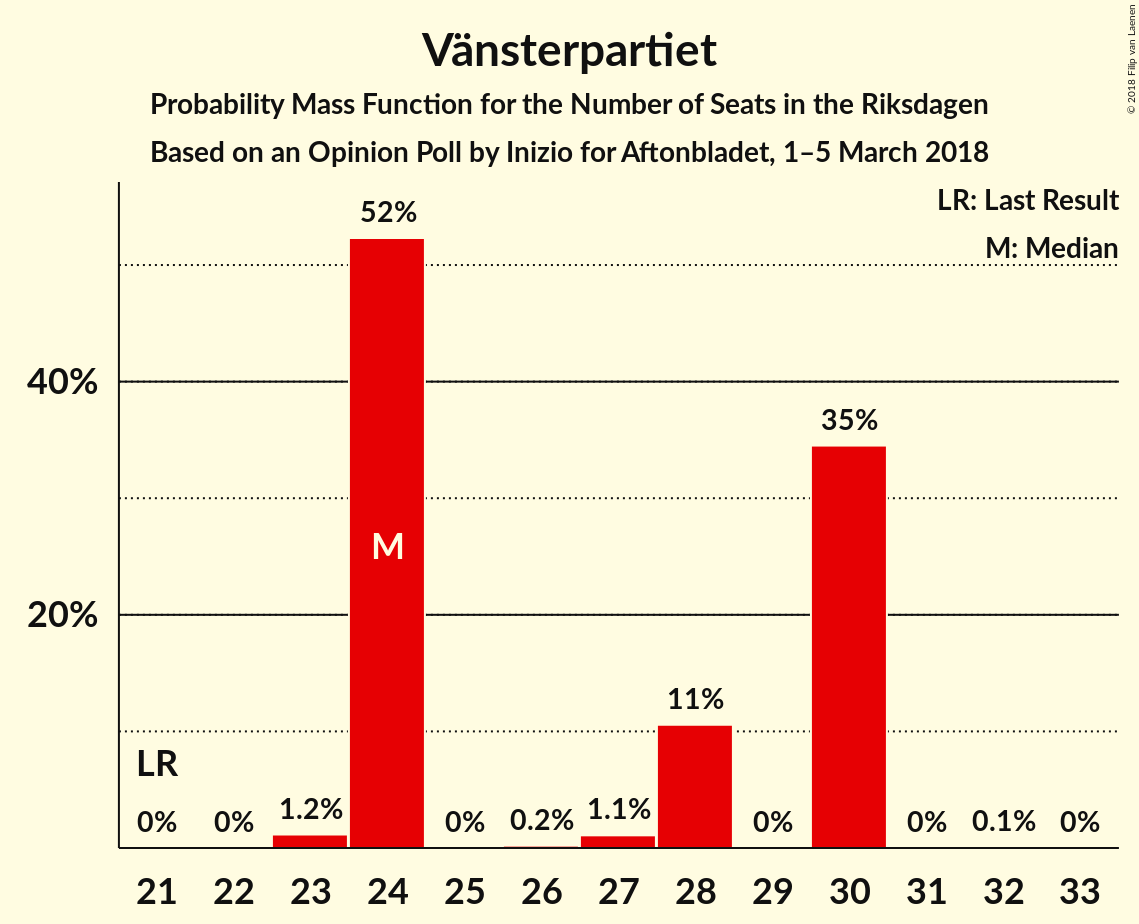 Vänsterpartiet
Probability Mass Function for the Number of Seats in the Riksdagen
Based on an Opinion Poll by Inizio for Aftonbladet, 1–5 March 2018
© 2018 Filip van Laenen
LR: Last Result
M: Median
52%
40%
35%
M
20%
11%
LR
0% 0% 1.2% 0% 0.2% 1.1% 0% 0% 0.1% 0%
21 22 23 24 25 26 27 28 29 30 31 32 33